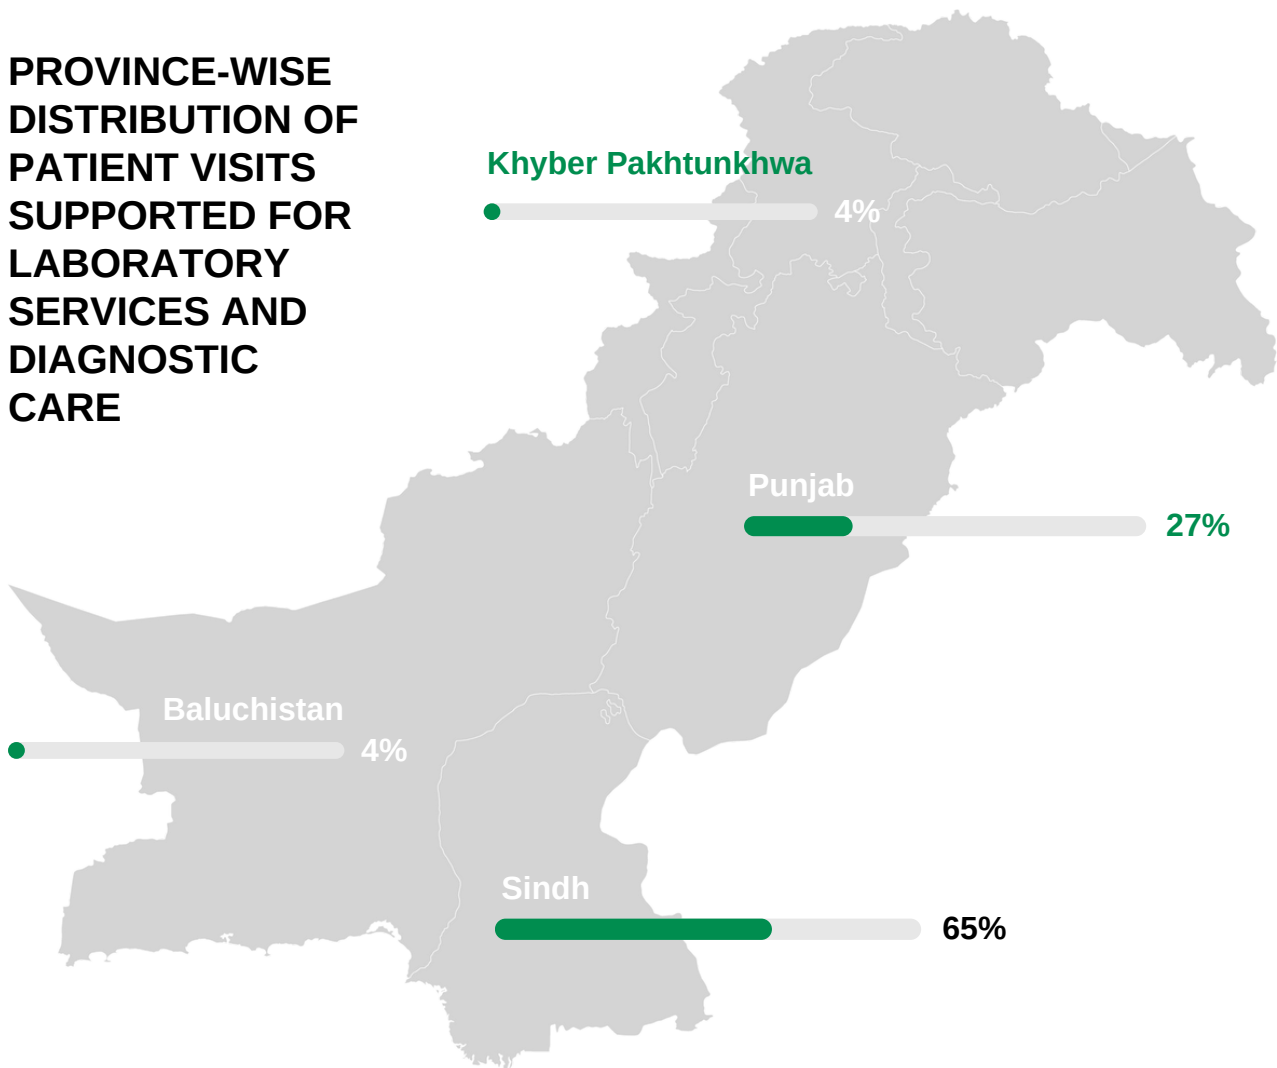 PROVINCE-WISE
DISTRIBUTION OF
PATIENT VISITS
SUPPORTED FOR
LABORATORY
SERVICES AND
DIAGNOSTIC
CARE
Khyber Pakhtunkhwa
4%
Punjab
27%
Baluchistan
4%
Sindh
65%